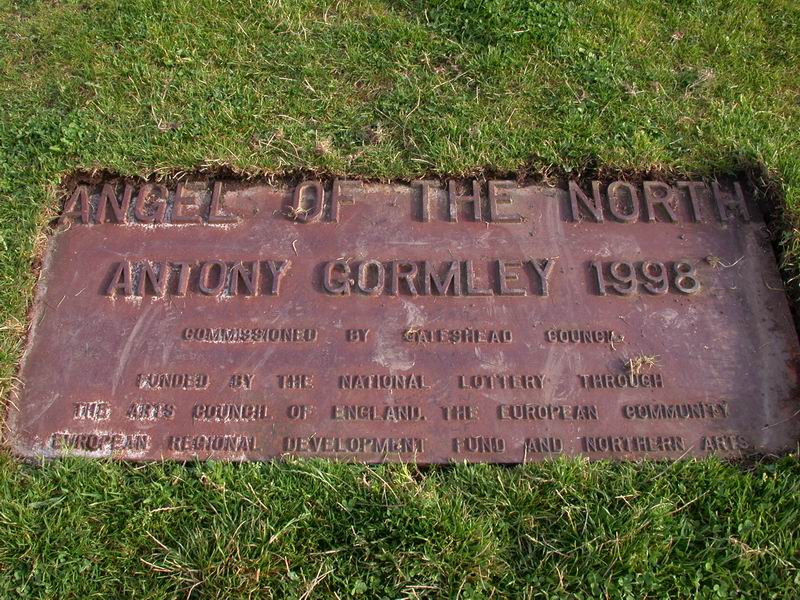 ANGEL OF THE NORTH
ANTONY GORMLEY 1998
COMMISSIONED BY GATESHEAD COUNCIL
FUNDED BY THE NATIONAL LOTTERY THROUGH
THE ARTS COUNCIL OF ENGLAND, THE EUROPEAN COMMUNITY
EUROPEAN REGIONAL DEVELOPMENT FUND AND NORTHERN ARTS